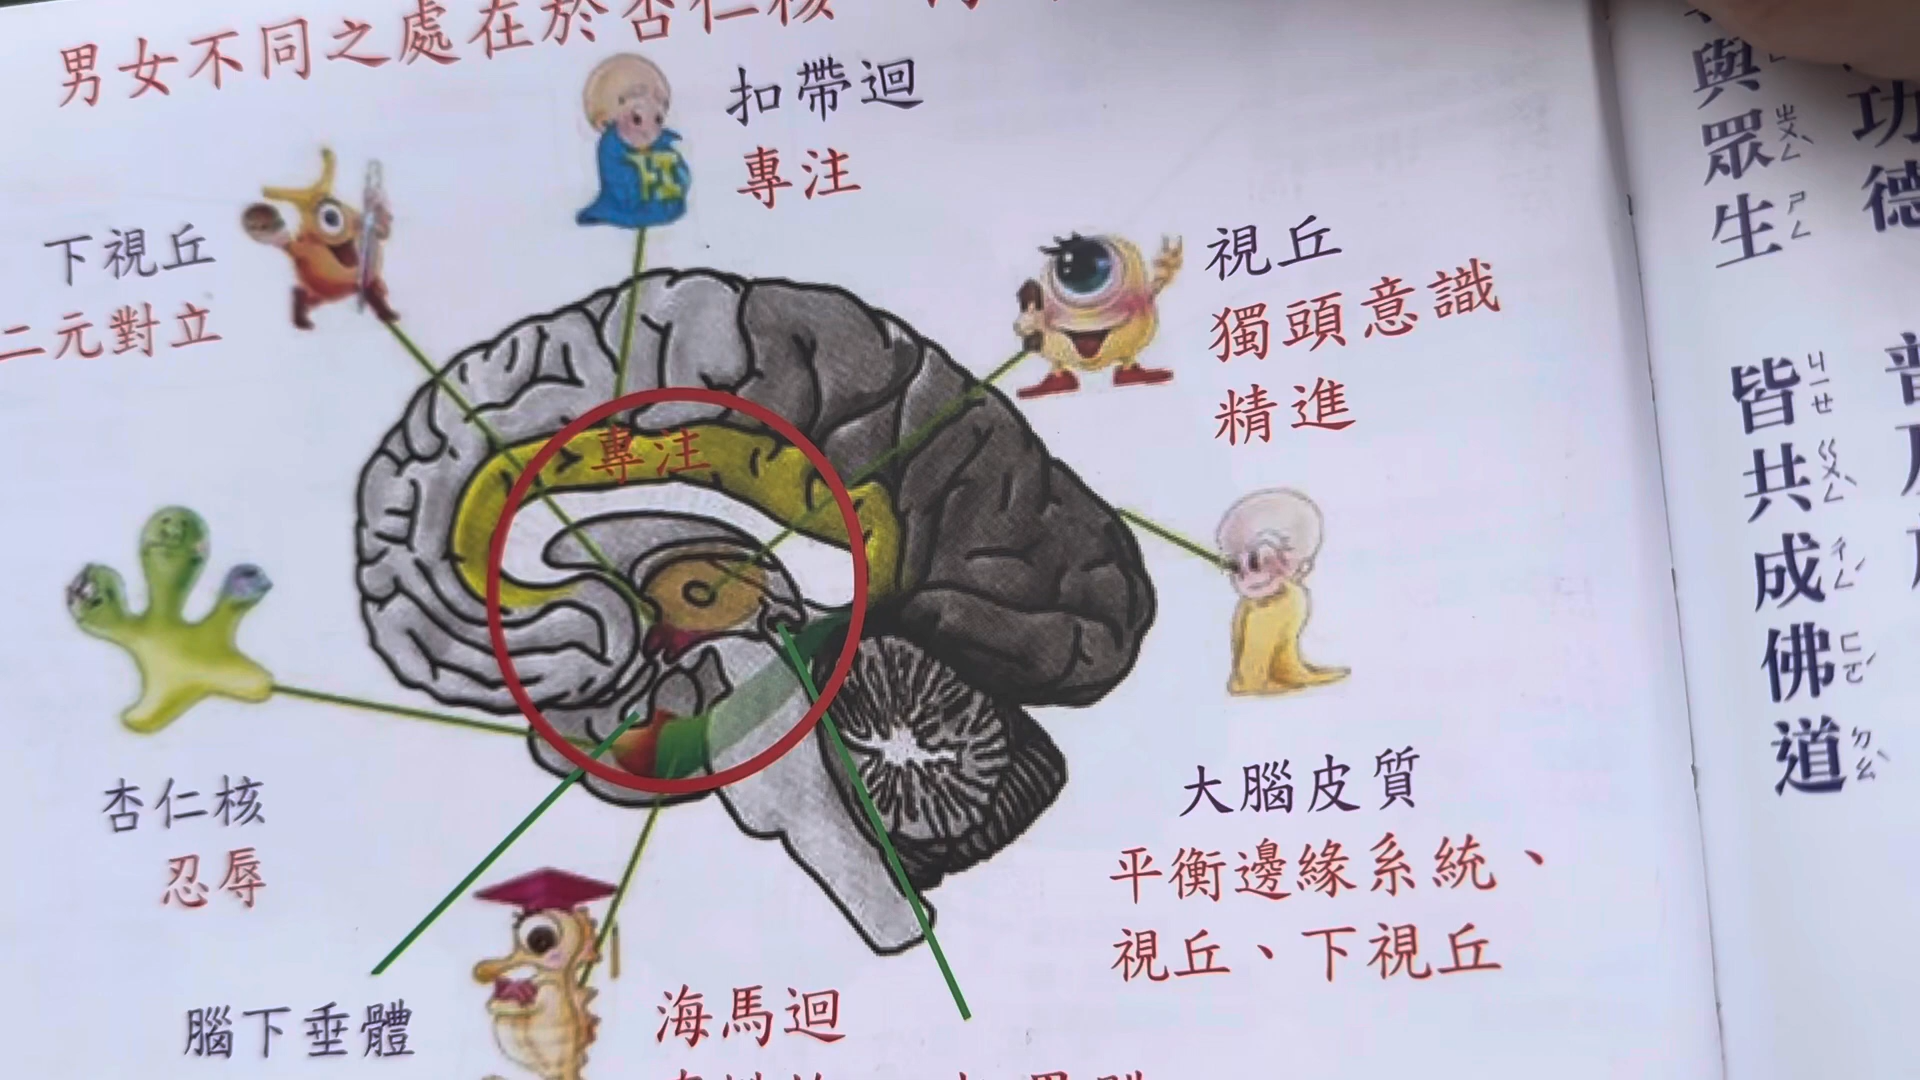 男女不同之處在於杏仁核
扣帶迴
專注
下視丘
二元對立
視丘
獨頭意識
精進
專注
杏仁核
忍辱
大腦皮質
平衡邊緣系統、
視丘、下視丘
腦下垂體
海馬迴
功德
與眾生
皆共成佛道